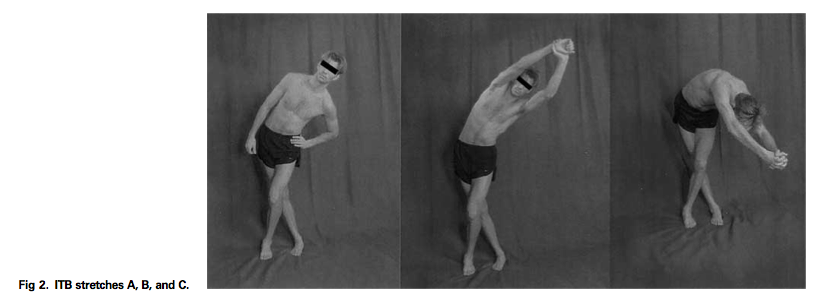 Fig 2. ITB stretches A, B, and C.